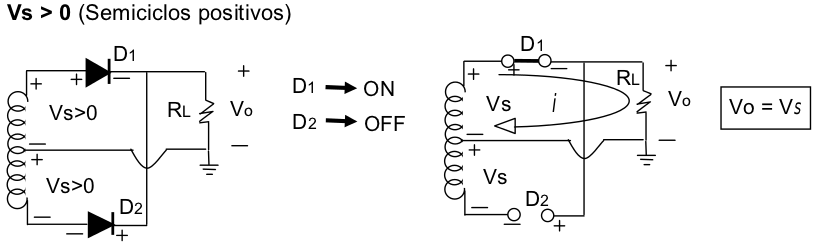 Vs > 0 (Semiciclos positivos)
D1
+ + − +
Vs>0
RL Vo
− −
+
Vs>0
D2
− − +
D1 → ON
D2 → OFF
D1
+ + − +
Vs i RL Vo
− −
+
Vs
D2
− − +
Vo = Vs